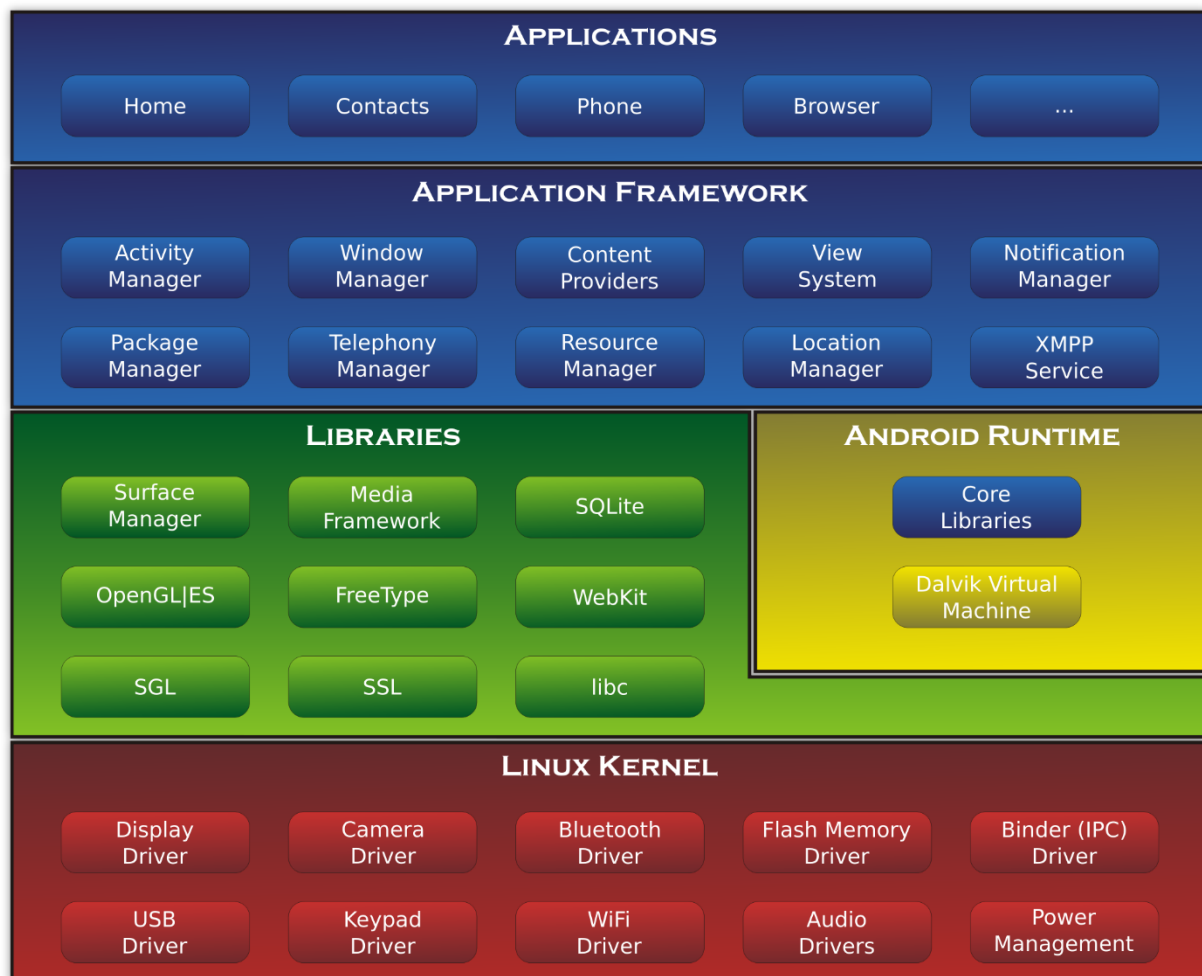 APPLICATIONS
Home
Contacts
Phone
Browser
...
APPLICATION FRAMEWORK
Activity
Manager
Window
Manager
Content
Providers
View
System
Notification
Manager
Package
Manager
Telephony
Manager
Resource
Manager
Location
Manager
XMPP
Service
LIBRARIES
Surface
Manager
Media
Framework
SQLite
OpenGL|ES
FreeType
WebKit
SGL
SSL
libc
ANDROID RUNTIME
Core
Libraries
Dalvik Virtual
Machine
LINUX KERNEL
Display
Driver
Camera
Driver
Bluetooth
Driver
Flash Memory
Driver
Binder (IPC)
Driver
USB
Driver
Keypad
Driver
WiFi
Driver
Audio
Drivers
Power
Management